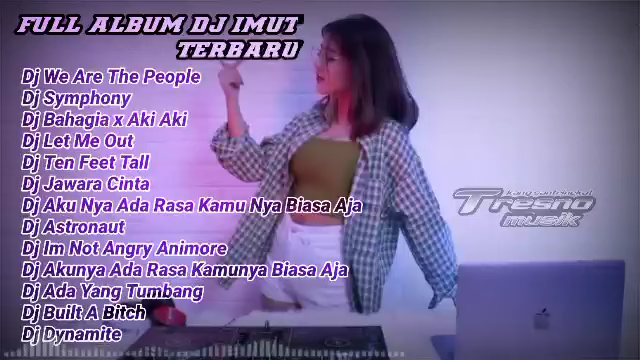 FULL ALBUM DJ IMUT
TERBARU
Dj We Are The People
Dj Symphony
Dj Bahagia x Aki Aki
Dj Let Me Out
Dj Ten Feet Tall
Dj Jawara Cinta
Dj Aku Nya Ada Rasa Kamu Nya Biasa Aja
Dj Astronaut
Dj Im Not Angry Animore
Dj Akunya Ada Rasa Kamunya Biasa Aja
Dj Ada Yang Tumbang
Dj Built A Bitch
Dj Dynamite
Tresno
musik